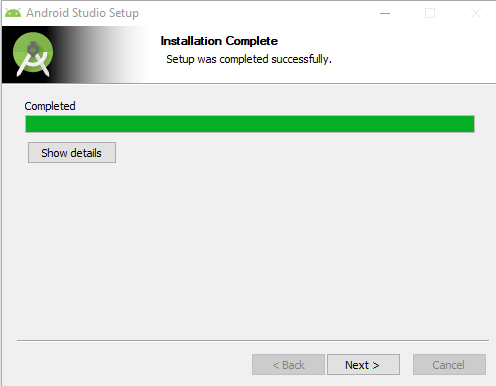 Android Studio Setup
Installation Complete
Setup was completed successfully.
Completed
Show details
< Back
Next >
Cancel